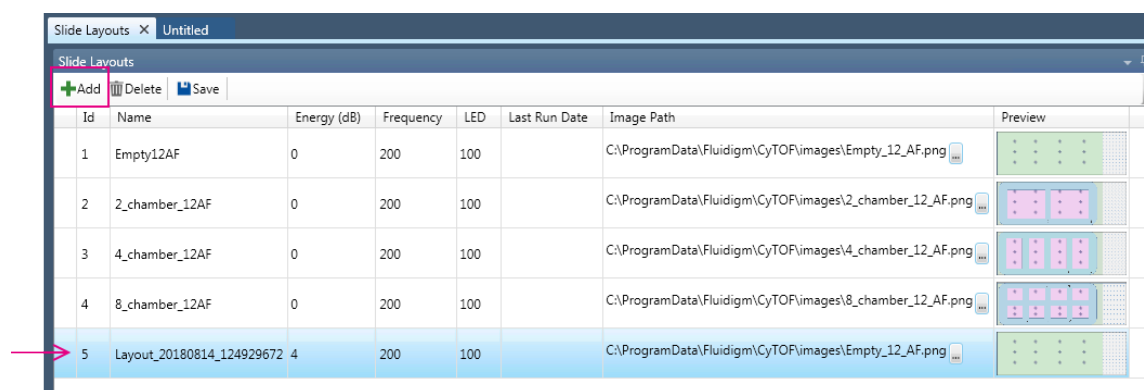 Slide Layouts Untitled
Slide Layouts
Add Delete Save
Id Name Energy (dB) Frequency LED Last Run Date Image Path Preview
1 Empty12AF 0 200 100 C:\ProgramData\Fluidigm\CyTOF\images\Empty_12_AF.png ...
2 2_chamber_12AF 0 200 100 C:\ProgramData\Fluidigm\CyTOF\images\2_chamber_12_AF.png ...
3 4_chamber_12AF 0 200 100 C:\ProgramData\Fluidigm\CyTOF\images\4_chamber_12_AF.png ...
4 8_chamber_12AF 0 200 100 C:\ProgramData\Fluidigm\CyTOF\images\8_chamber_12_AF.png ...
5 Layout_20180814_124929672 4 200 100 C:\ProgramData\Fluidigm\CyTOF\images\Empty_12_AF.png ...